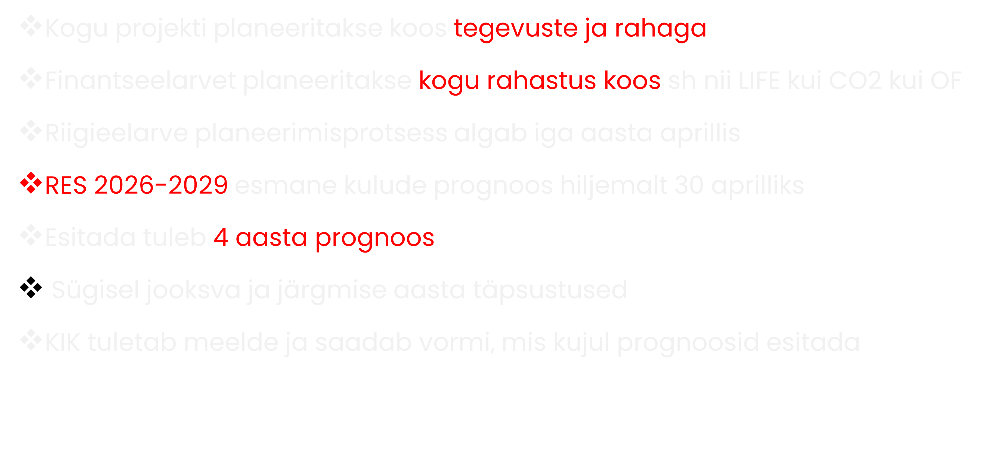 ❖Kogu projekti planeeritakse koos tegevuste ja rahaga
❖Finantseelarvet planeeritakse kogu rahastus koos sh nii LIFE kui CO2 kui OF
❖Riigieelarve planeerimisprotsess algab iga aasta aprillis
❖RES 2026-2029 esmane kulude prognoos hiljemalt 30 aprilliks
❖Esitada tuleb 4 aasta prognoos
❖ Sügisel jooksva ja järgmise aasta täpsustused
❖KIK tuletab meelde ja saadab vormi, mis kujul prognoosid esitada